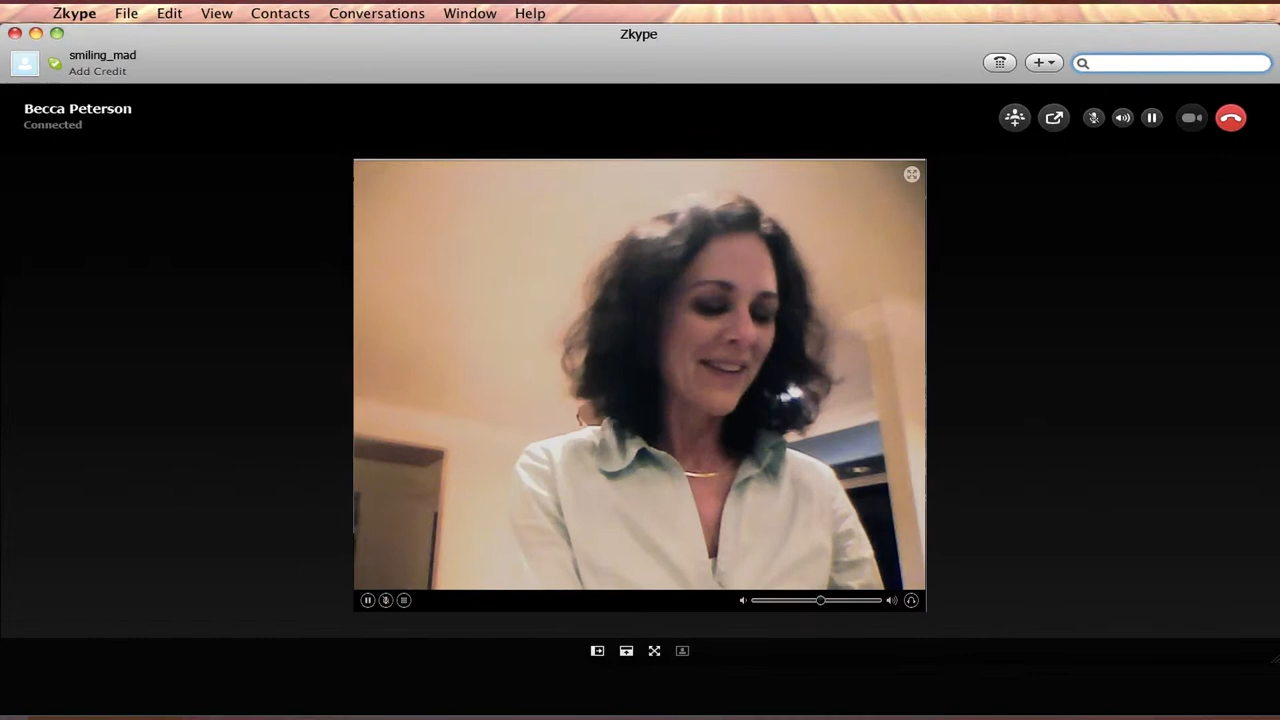 Zkype File Edit View Contacts Conversations Window Help
Zkype
smiling_mad
Add Credit
Becca Peterson
Connected